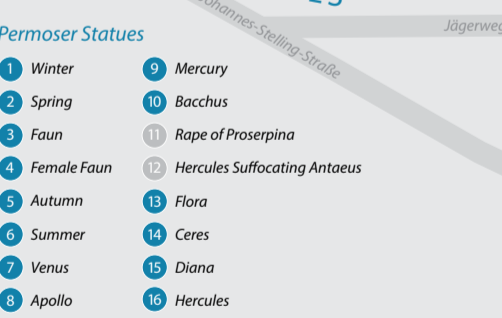 Johannes-Stelling-Straße
Jägerweg
Permoser Statues
1 Winter
2 Spring
3 Faun
4 Female Faun
5 Autumn
6 Summer
7 Venus
8 Apollo
9 Mercury
10 Bacchus
11 Rape of Proserpina
12 Hercules Suffocating Antaeus
13 Flora
14 Ceres
15 Diana
16 Hercules